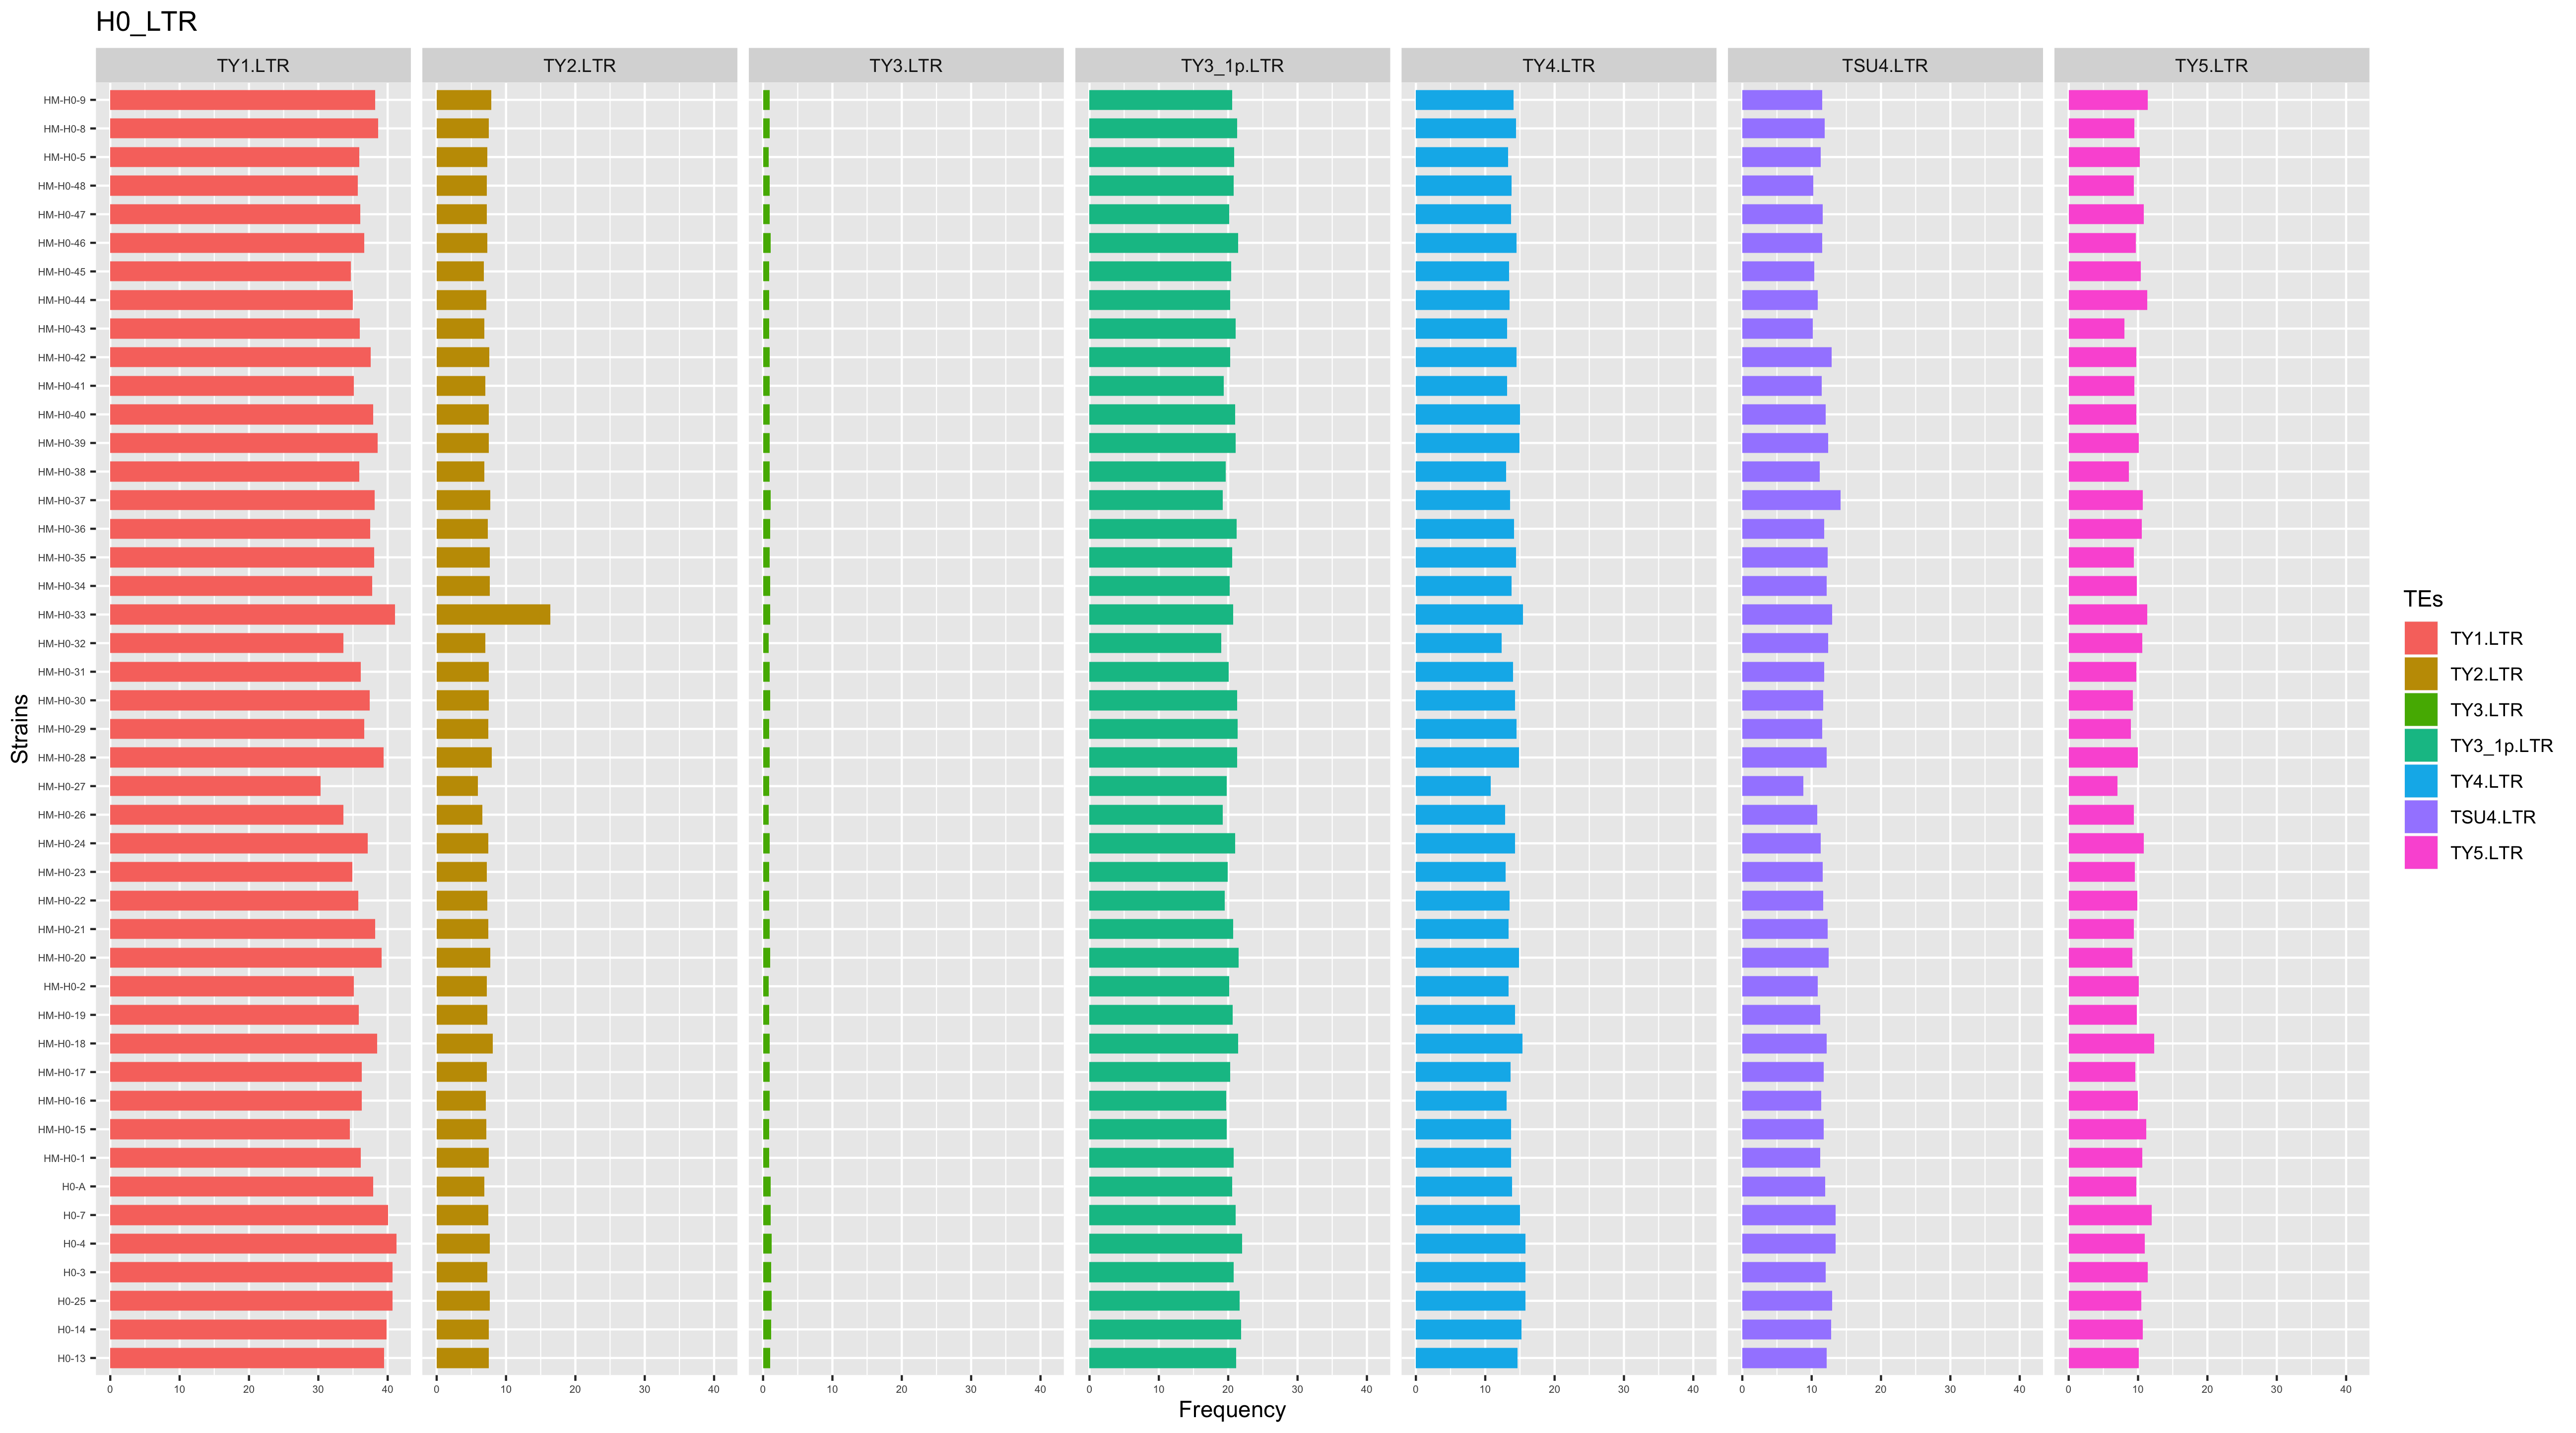 H0_LTR
TY1.LTR TY2.LTR TY3.LTR TY3_1p.LTR TY4.LTR TSU4.LTR TY5.LTR
HM-H0-9
HM-H0-8
HM-H0-5
HM-H0-48
HM-H0-47
HM-H0-46
HM-H0-45
HM-H0-44
HM-H0-43
HM-H0-42
HM-H0-41
HM-H0-40
HM-H0-39
HM-H0-38
HM-H0-37
HM-H0-36
HM-H0-35
HM-H0-34
HM-H0-33
HM-H0-32
HM-H0-31
HM-H0-30
HM-H0-29
HM-H0-28
HM-H0-27
HM-H0-26
HM-H0-24
HM-H0-23
HM-H0-22
HM-H0-21
HM-H0-20
HM-H0-2
HM-H0-19
HM-H0-18
HM-H0-17
HM-H0-16
HM-H0-15
HM-H0-1
H0-A
H0-7
H0-4
H0-3
H0-25
H0-14
H0-13
Strains
0 10 20 30 40 0 10 20 30 40 0 10 20 30 40 0 10 20 30 40 0 10 20 30 40 0 10 20 30 40 0 10 20 30 40
Frequency
TEs
TY1.LTR
TY2.LTR
TY3.LTR
TY3_1p.LTR
TY4.LTR
TSU4.LTR
TY5.LTR